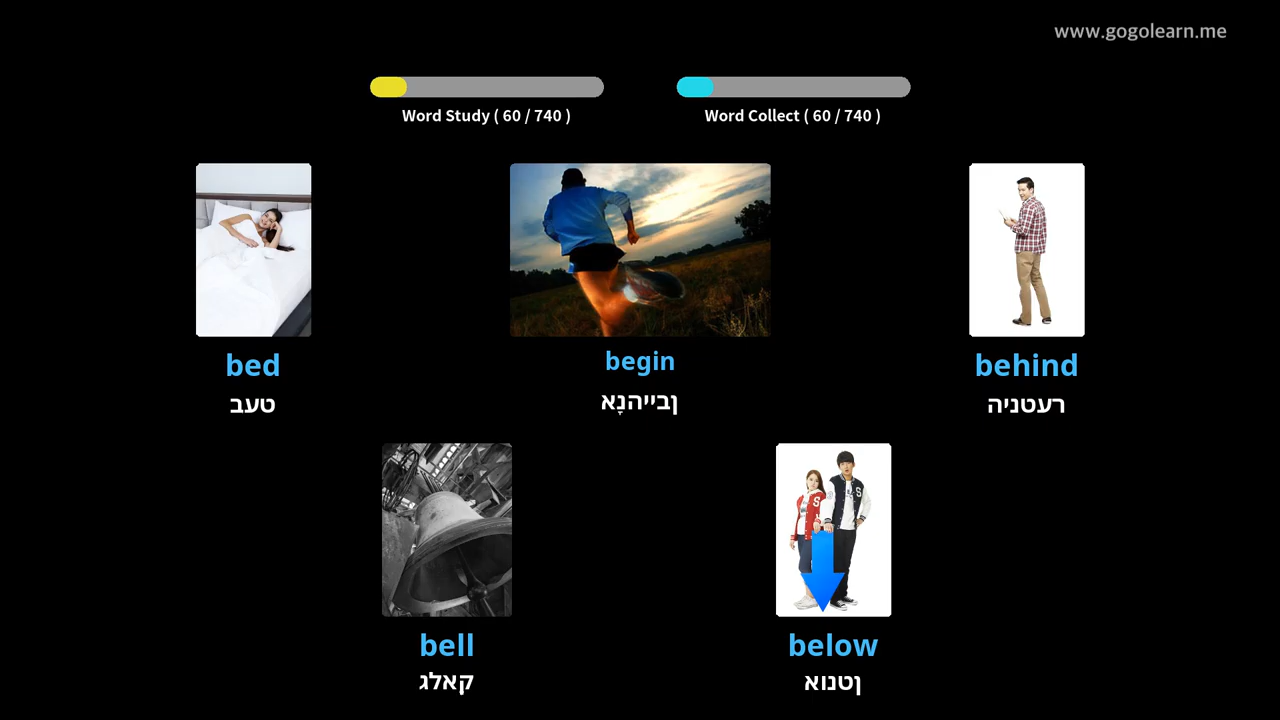 www.gogolearn.me
Word Study ( 60 / 740 )
Word Collect ( 60 / 740 )
bed
טעב
begin
ןבייהנָא
behind
רעטניה
bell
קאלג
below
ןטנוא